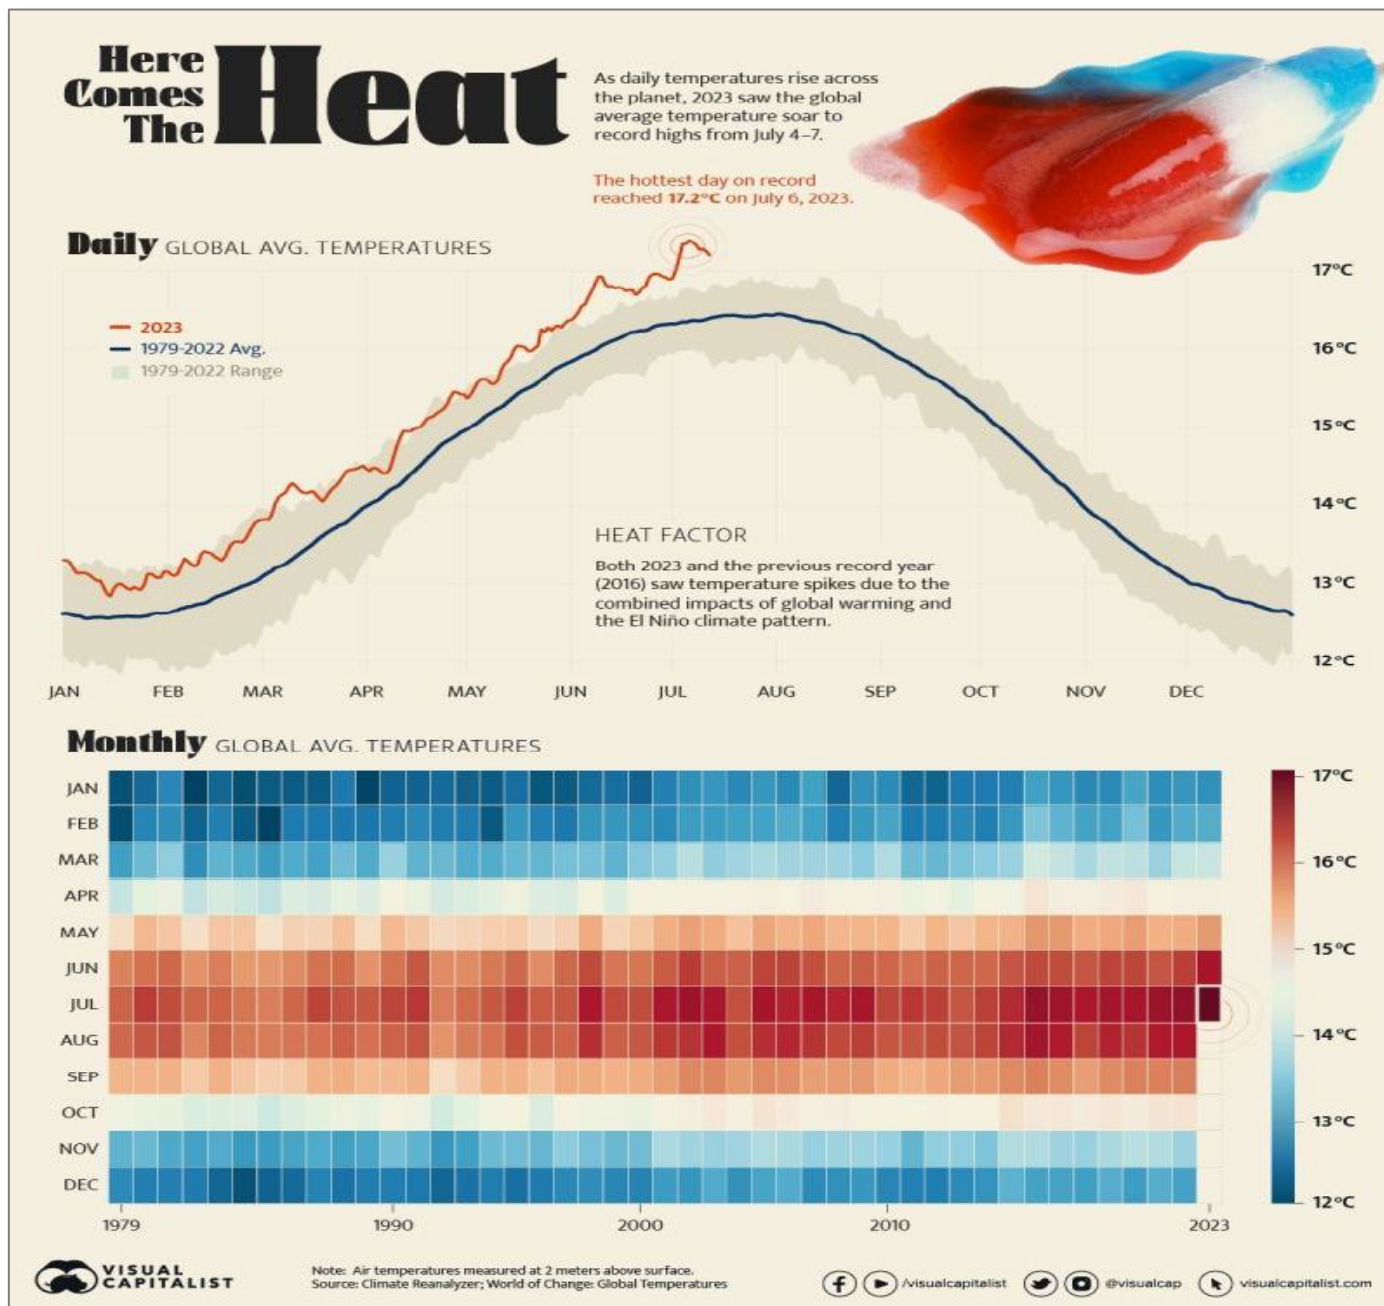 Here
Comes
The
Heat
As daily temperatures rise across
the planet, 2023 saw the global
average temperature soar to
record highs from July 4–7.
The hottest day on record
reached 17.2°C on July 6, 2023.
Daily GLOBAL AVG. TEMPERATURES
17°C
2023
1979-2022 Avg.
1979-2022 Range
16°C
15°C
14°C
HEAT FACTOR
Both 2023 and the previous record year
(2016) saw temperature spikes due to the
combined impacts of global warming and
the El Niño climate pattern.
13°C
12°C
JAN FEB MAR APR MAY JUN JUL AUG SEP OCT NOV DEC
Monthly GLOBAL AVG. TEMPERATURES
JAN
FEB
MAR
APR
MAY
JUN
JUL
AUG
SEP
OCT
NOV
DEC
17°C
16°C
15°C
14°C
13°C
12°C
1979 1990 2000 2010 2023
VISUAL
CAPITALIST
Note: Air temperatures measured at 2 meters above surface.
Source: Climate Reanalyzer; World of Change: Global Temperatures
/visualcapitalist @visualcap visualcapitalist.com